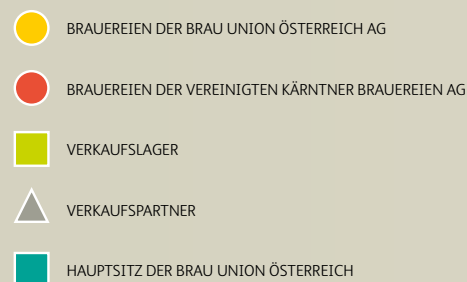 BRAUEREIEN DER BRAU UNION ÖSTERREICH AG
BRAUEREIEN DER VEREINIGTEN KÄRNTNER BRAUEREIEN AG
VERKAUFSLAGER
VERKAUFSPARTNER
HAUPTSITZ DER BRAU UNION ÖSTERREICH